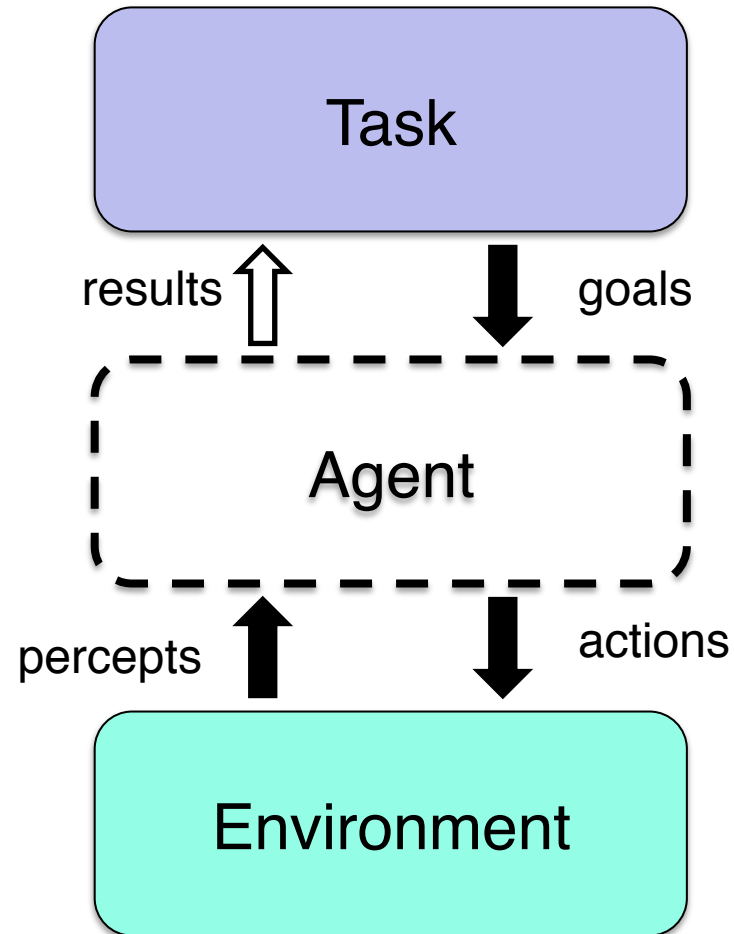 Task
results
goals
Agent
percepts
actions
Environment